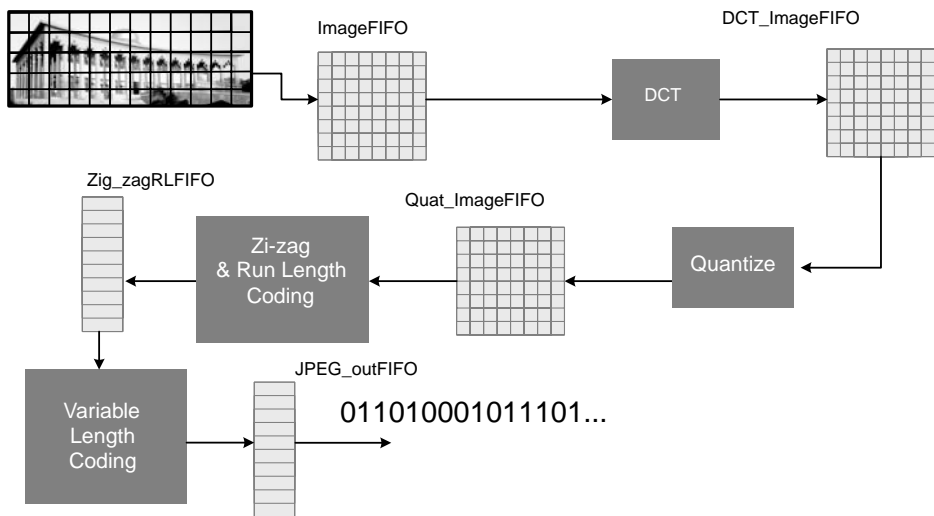 ImageFIFO
DCT_ImageFIFO
DCT
Zig_zagRLFIFO
Quat_ImageFIFO
Zi-zag
& Run Length
Coding
Quantize
JPEG_outFIFO
Variable
Length
Coding
011010001011101...